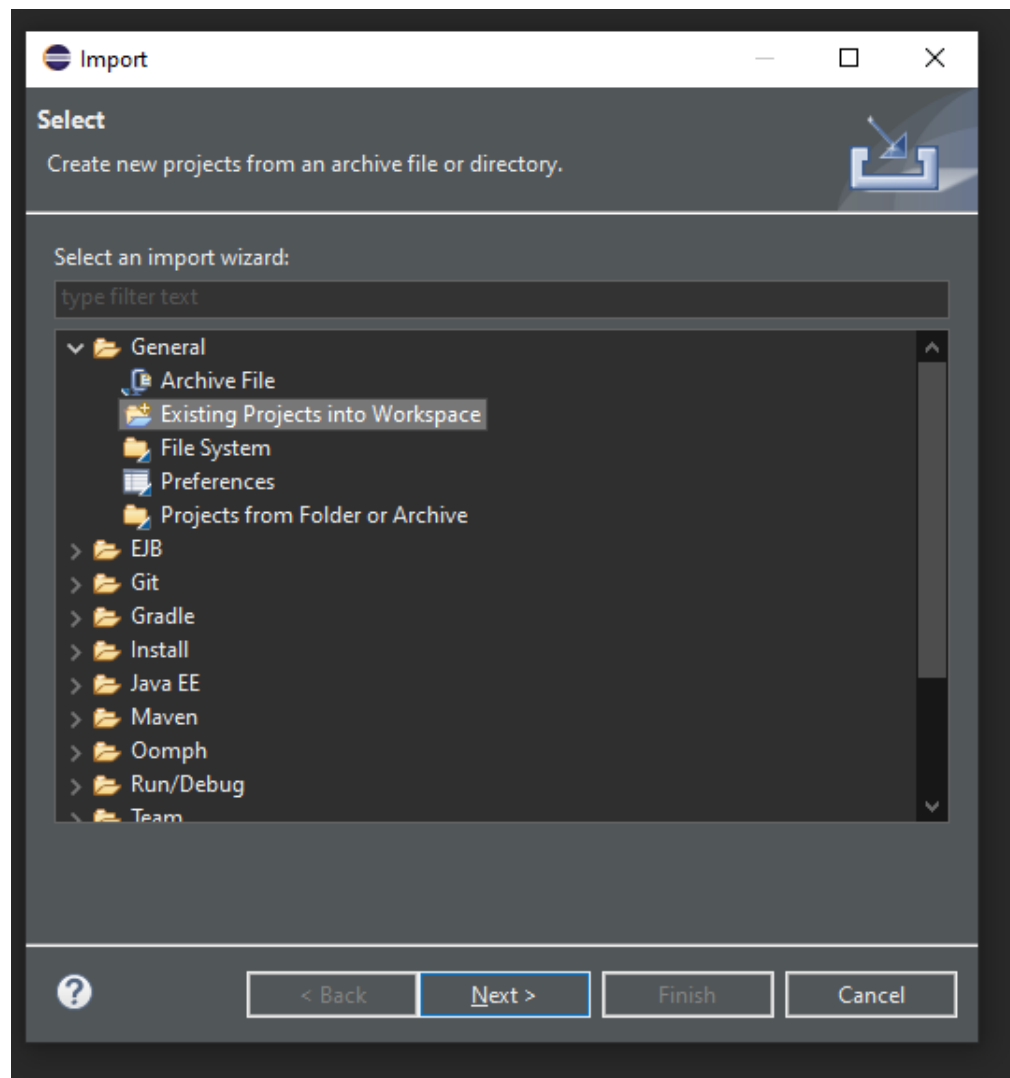 Import
Select
Create new projects from an archive file or directory.
Select an import wizard:
type filter text
General
Archive File
Existing Projects into Workspace
File System
Preferences
Projects from Folder or Archive
EJB
Git
Gradle
Install
Java EE
Maven
Oomph
Run/Debug
Team
?
< Back Next > Finish Cancel